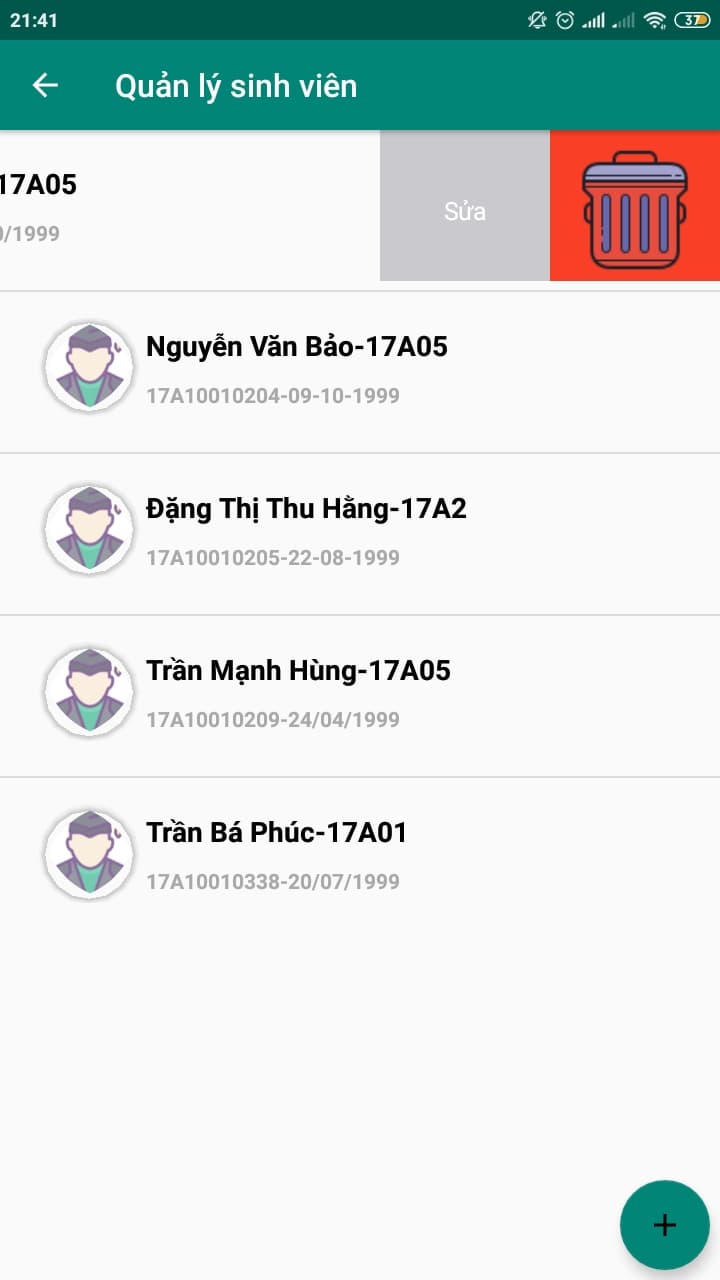 21:41
37
Quản lý sinh viên
17A05
/1999
Sửa
Nguyễn Văn Bảo-17A05
17A10010204-09-10-1999
Đặng Thị Thu Hằng-17A2
17A10010205-22-08-1999
Trần Mạnh Hùng-17A05
17A10010209-24/04/1999
Trần Bá Phúc-17A01
17A10010338-20/07/1999